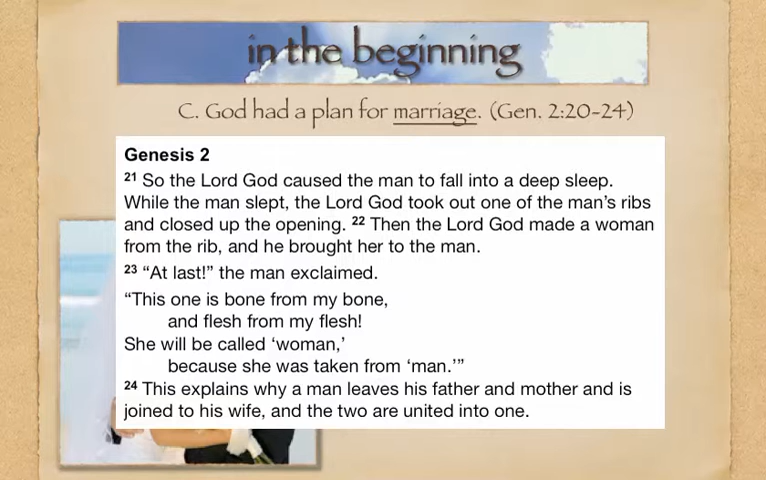 in the beginning
C. God had a plan for marriage. (Gen. 2:20-24)
Genesis 2
21 So the Lord God caused the man to fall into a deep sleep.
While the man slept, the Lord God took out one of the man’s ribs
and closed up the opening. 22 Then the Lord God made a woman
from the rib, and he brought her to the man.
23 “At last!” the man exclaimed.
“This one is bone from my bone,
and flesh from my flesh!
She will be called ‘woman,’
because she was taken from ‘man.’”
24 This explains why a man leaves his father and mother and is
joined to his wife, and the two are united into one.